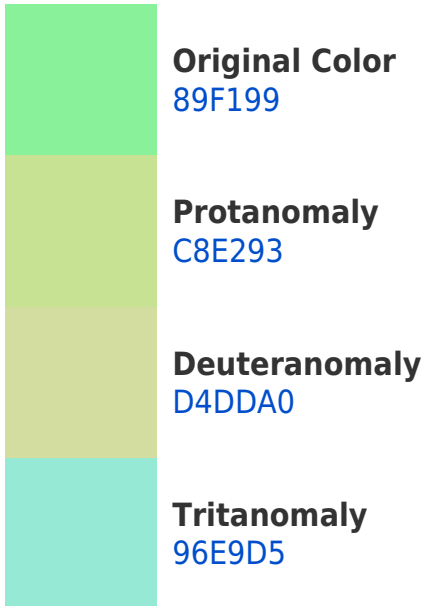 Original Color
89F199
Protanomaly
C8E293
Deuteranomaly
D4DDA0
Tritanomaly
96E9D5